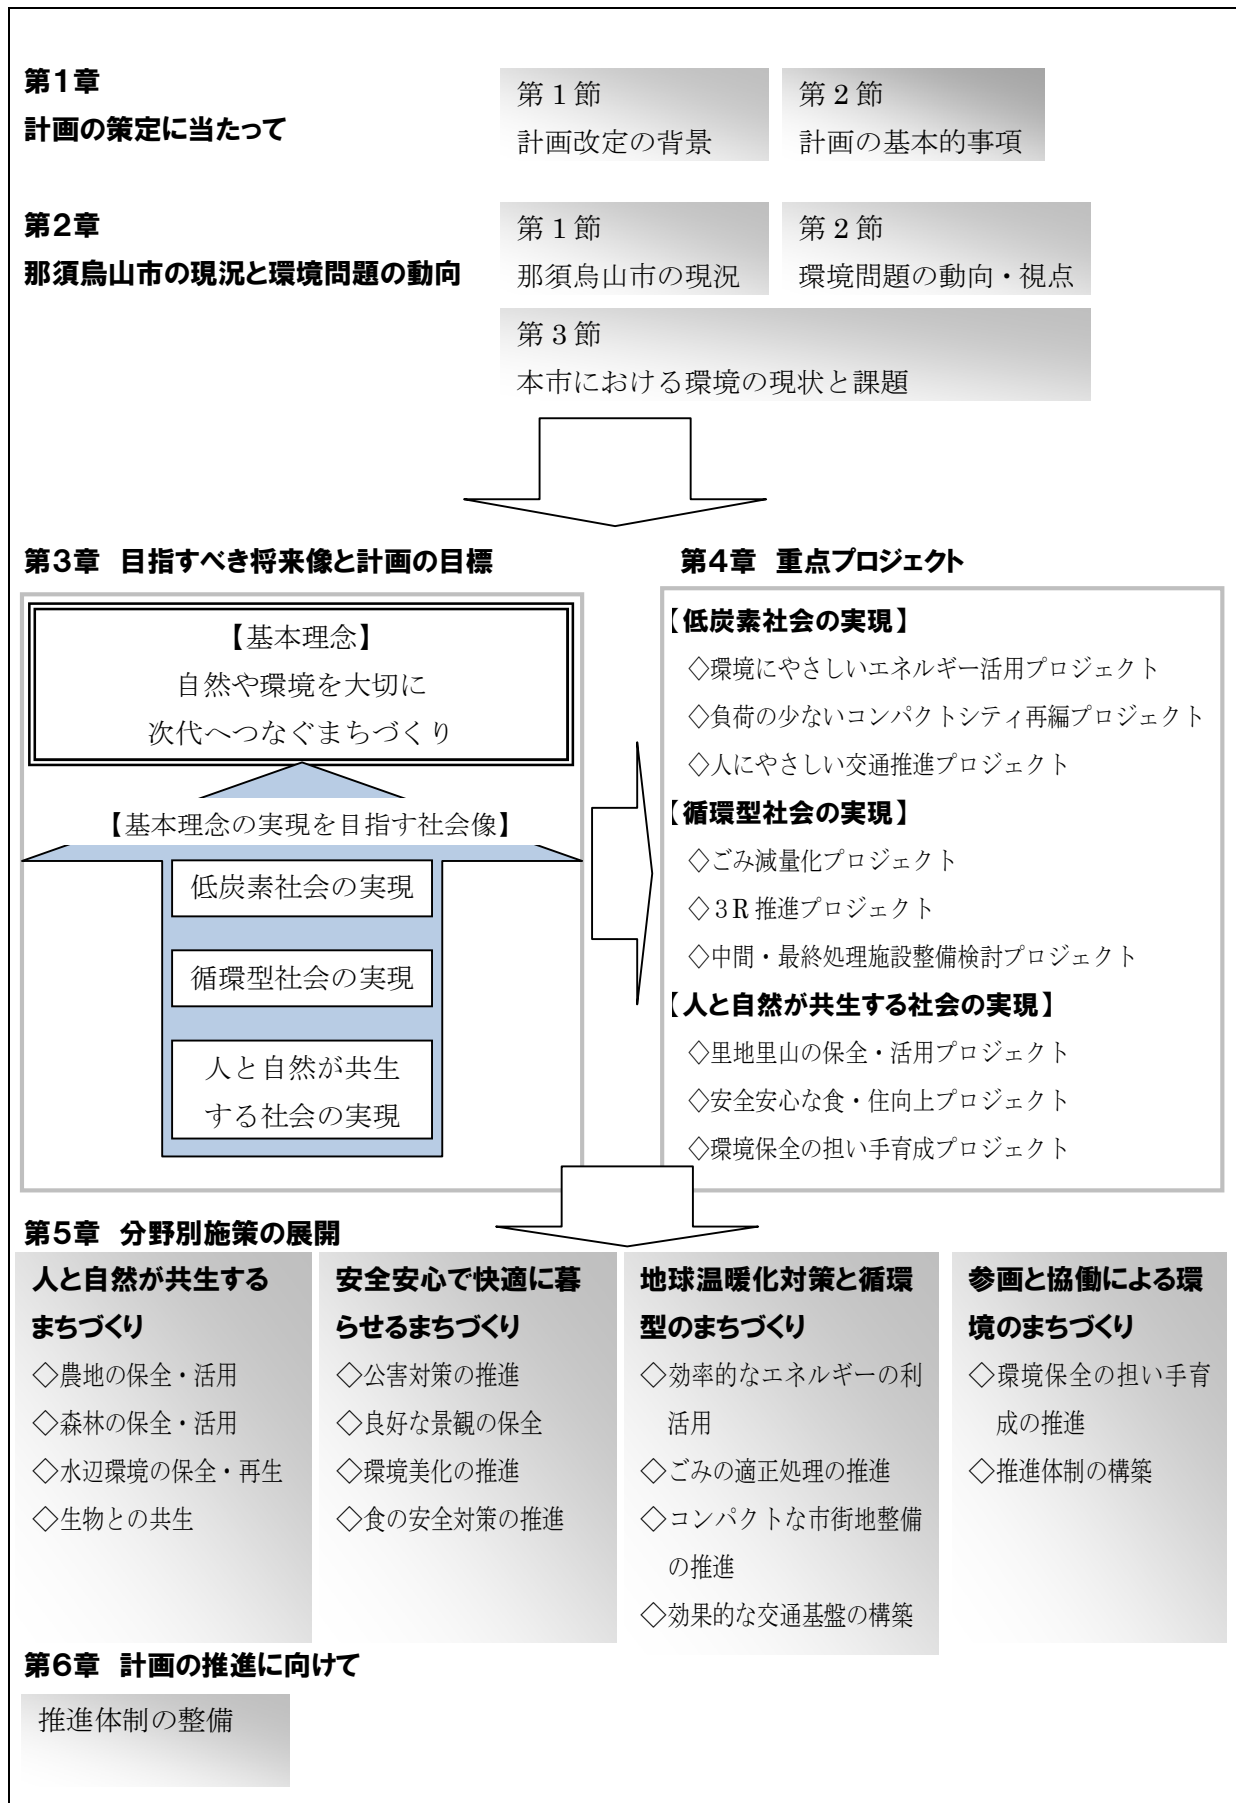 第1章
計画の策定に当たって
第1節
計画改定の背景
第2節
計画の基本的事項
第2章
那須烏山市の現況と環境問題の動向
第1節
那須烏山市の現況
第2節
環境問題の動向・視点
第3節
本市における環境の現状と課題
第3章 目指すべき将来像と計画の目標
【基本理念】
自然や環境を大切に
次代へつなぐまちづくり
【基本理念の実現を目指す社会像】
低炭素社会の実現
循環型社会の実現
人と自然が共生
する社会の実現
第4章 重点プロジェクト
【低炭素社会の実現】
◇環境にやさしいエネルギー活用プロジェクト
◇負荷の少ないコンパクトシティ再編プロジェクト
◇人にやさしい交通推進プロジェクト
【循環型社会の実現】
◇ごみ減量化プロジェクト
◇3R推進プロジェクト
◇中間・最終処理施設整備検討プロジェクト
【人と自然が共生する社会の実現】
◇里地里山の保全・活用プロジェクト
◇安全安心な食・住向上プロジェクト
◇環境保全の担い手育成プロジェクト
第5章 分野別施策の展開
人と自然が共生する
まちづくり
◇農地の保全・活用
◇森林の保全・活用
◇水辺環境の保全・再生
◇生物との共生
安全安心で快適に暮
らせるまちづくり
◇公害対策の推進
◇良好な景観の保全
◇環境美化の推進
◇食の安全対策の推進
地球温暖化対策と循環
型のまちづくり
◇効率的なエネルギーの利
活用
◇ごみの適正処理の推進
◇コンパクトな市街地整備
の推進
◇効果的な交通基盤の構築
参画と協働による環
境のまちづくり
◇環境保全の担い手育
成の推進
◇推進体制の構築
第6章 計画の推進に向けて
推進体制の整備